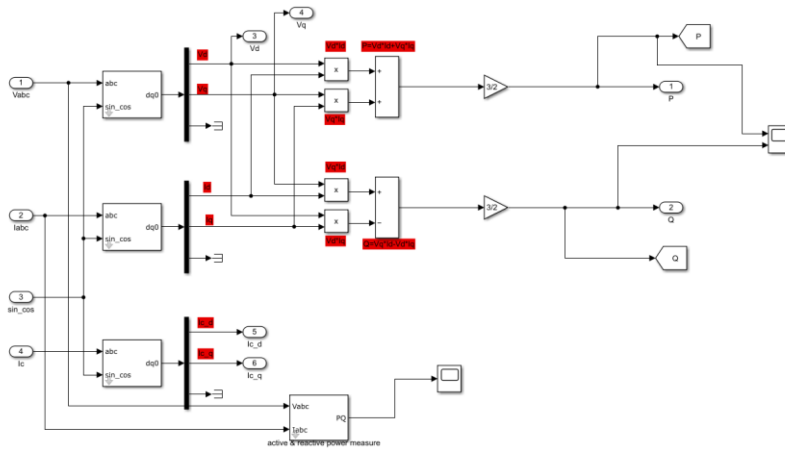 4
Vq
3
Vd
Vd*Id
P=Vd*Id+Vq*Iq
Vd
P
1
Vabc
abc
sin_cos
dq0
Vq
x
+
x
+
3/2
1
P
Vq*Iq
Vq*Id
2
Iabc
abc
sin_cos
dq0
Id
Iq
x
+
x
−
3/2
2
Q
Vd*Iq
Q=Vq*Id-Vd*Iq
Q
3
sin_cos
4
Ic
abc
sin_cos
dq0
Ic_d
5
Ic_d
Ic_q
6
Ic_q
Vabc
Iabc
PQ
active & reactive power measure